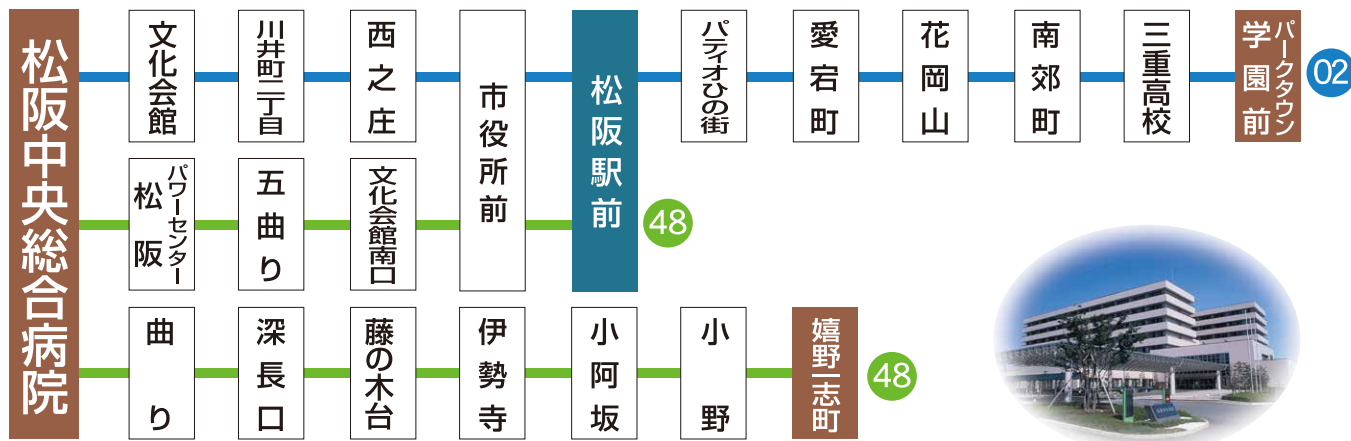 松阪中央総合病院
文化会館
川井町二丁目
西之庄
市役所前
松阪駅前
パティオひの街
愛宕町
花岡山
南郊町
三重高校
パークタウン
学園前
02
パワーセンター
松阪
五曲り
文化会館南口
48
曲り
深長口
藤の木台
伊勢寺
小阿坂
小野
嬉野一志町
48